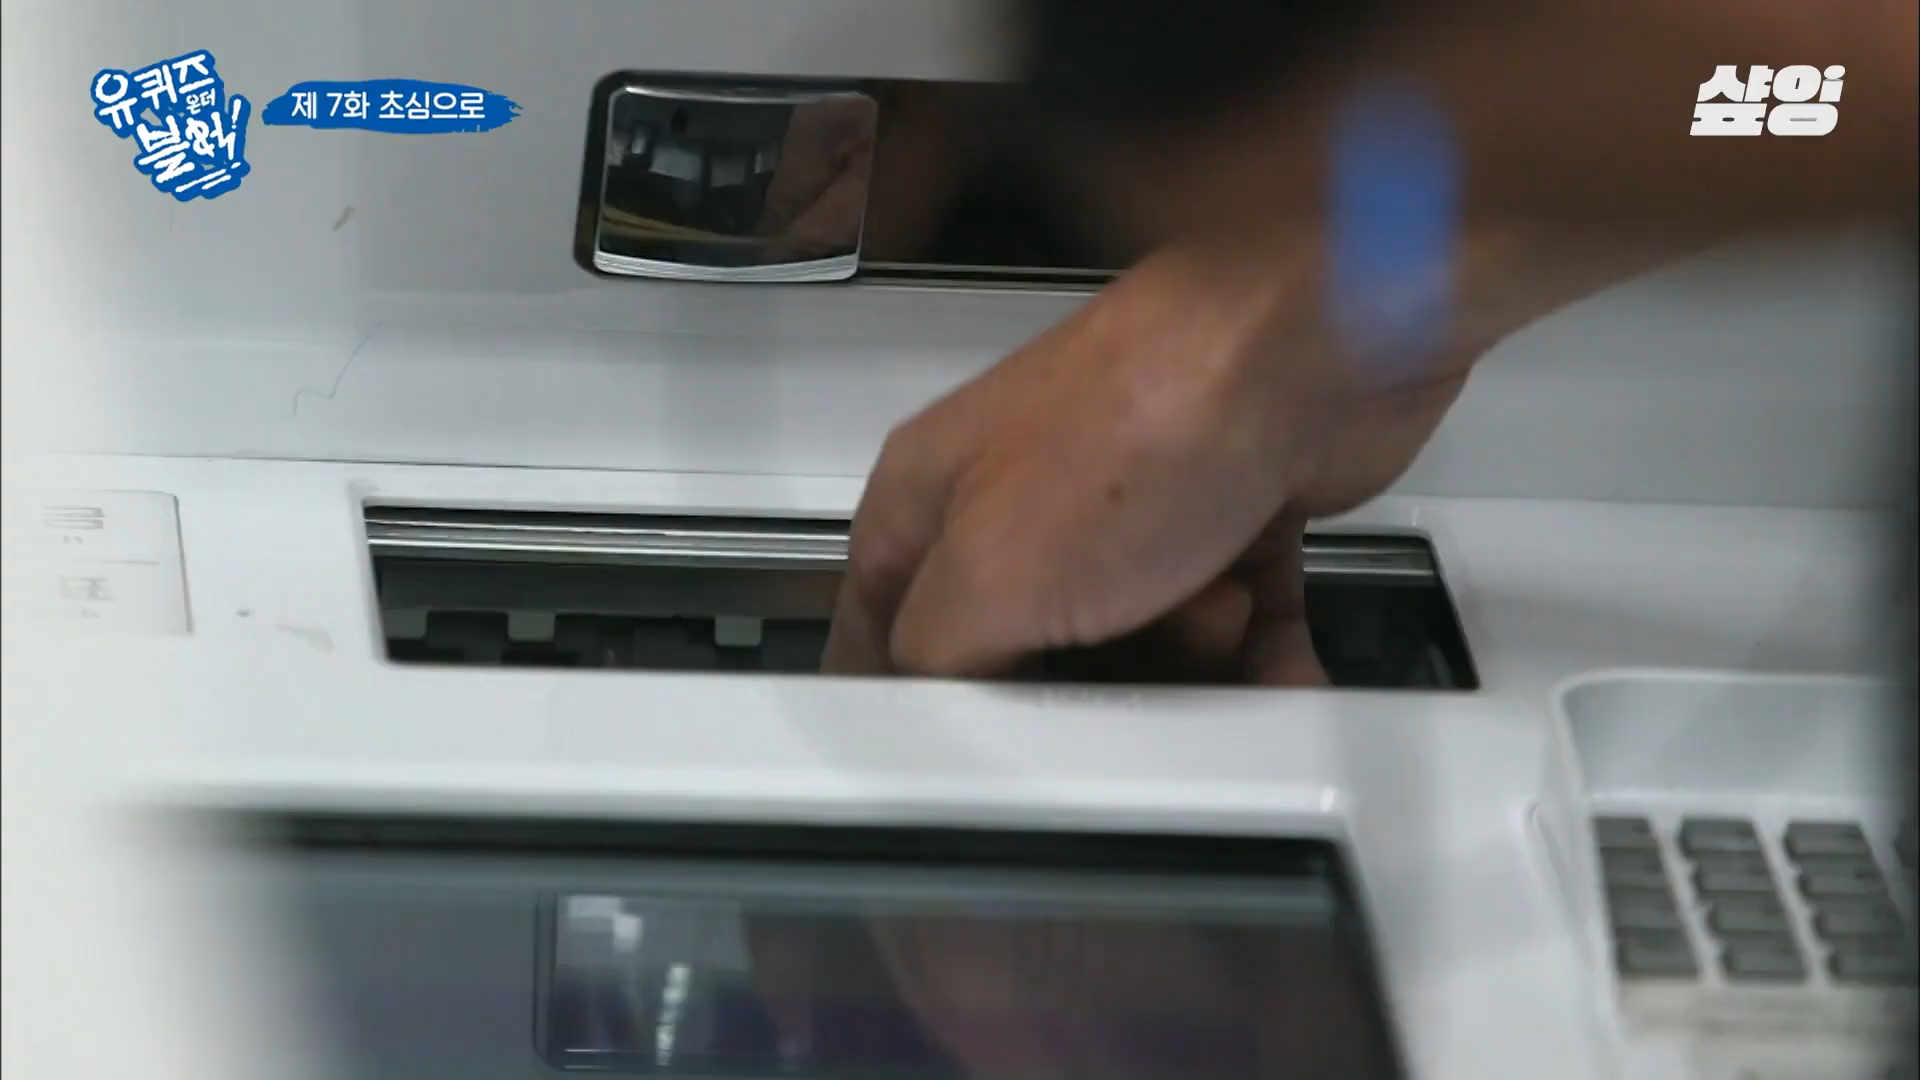 유퀴즈
온더
블럭!
제 7화 초심으로
샾잉